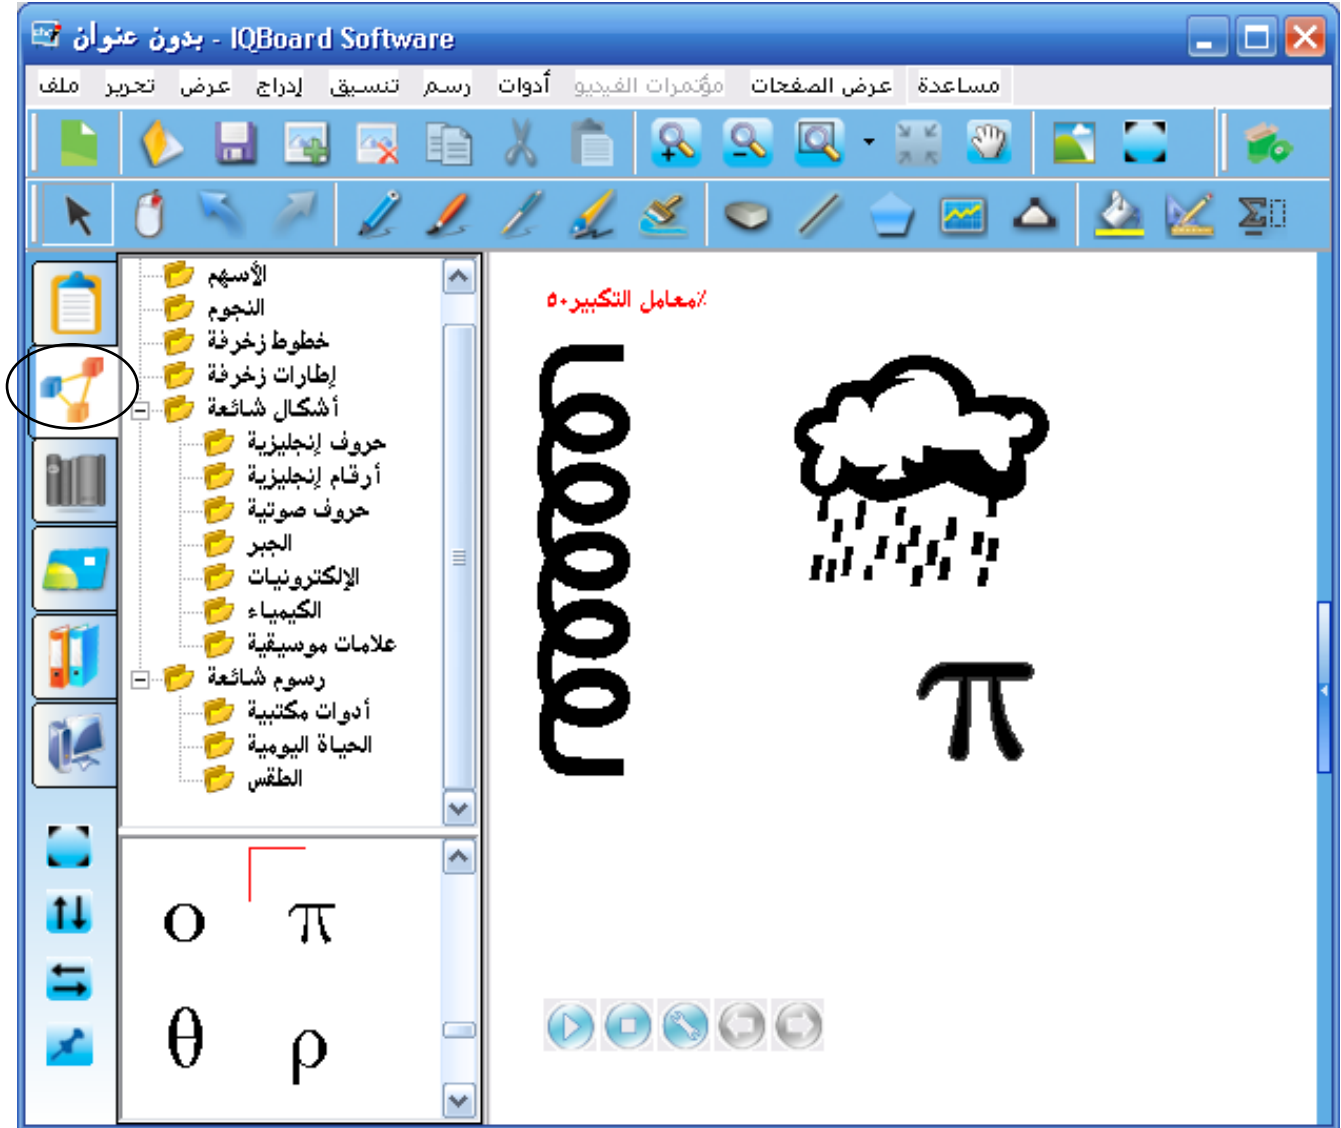 IQBoard Software - بدون عنوان
ملف تحرير عرض إدراج تنسيق رسم أدوات مؤتمرات الفيديو عرض الصفحات مساعدة
الأسهم
النجوم
خطوط زخرفة
إطارات زخرفة
أشكال شائعة
حروف إنجليزية
أرقام إنجليزية
حروف صوتية
الجبر
الإلكترونيات
الكيمياء
علامات موسيقية
رسوم شائعة
أدوات مكتبية
الحياة اليومية
الطقس
ο π
θ ρ
٪معامل التكبير٥٠
π